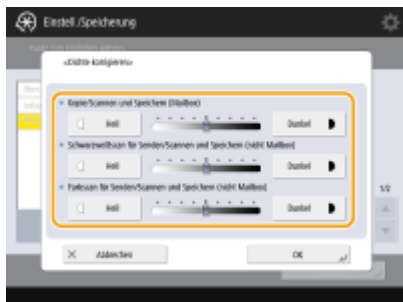 Einstell./Speicherung
<Dichte korrigieren>
Kopie/Scannen und Speichern (Mailbox)
Hell
Dunkel
Schwarzweißscan für Senden/Scannen und Speichern (nicht Mailbox)
Hell
Dunkel
Farbscan für Senden/Scannen und Speichern (nicht Mailbox)
Hell
Dunkel
1/2
Abbrechen
OK